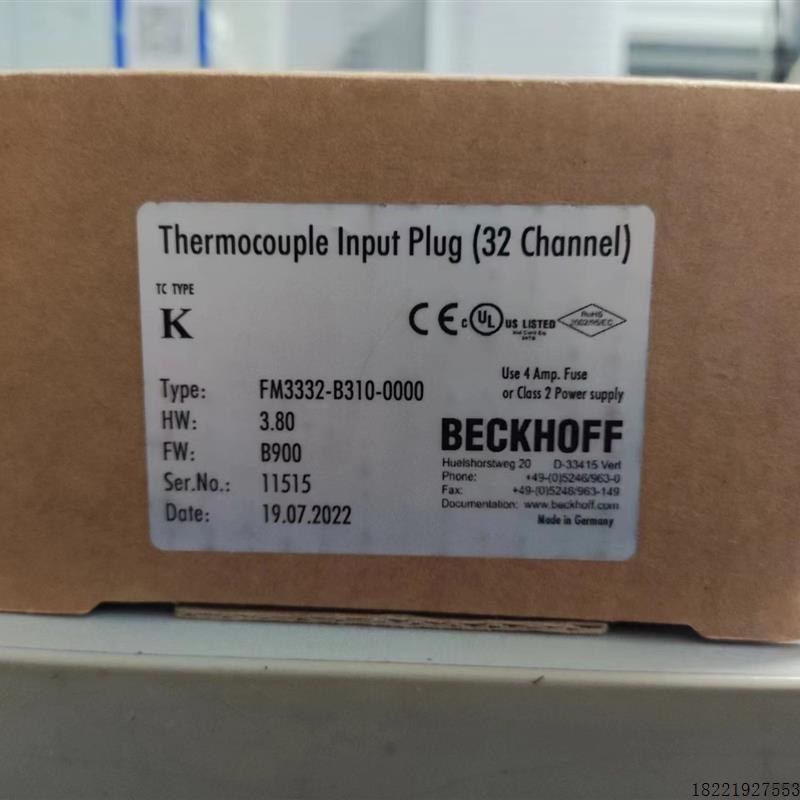 Thermocouple Input Plug (32 Channel)
TC TYPE
K
CE c UL US LISTED
RoHS
2002/95/EC
Use 4 Amp. Fuse
or Class 2 Power supply
Type: FM3332-B310-0000
HW: 3.80
FW: B900
Ser.No.: 11515
Date: 19.07.2022
BECKHOFF
Huelshorstweg 20 D-33415 Verl
Phone: +49-(0)5246/963-0
Fax: +49-(0)5246/963-149
Documentation: www.beckhoff.com
Made in Germany
18221927553